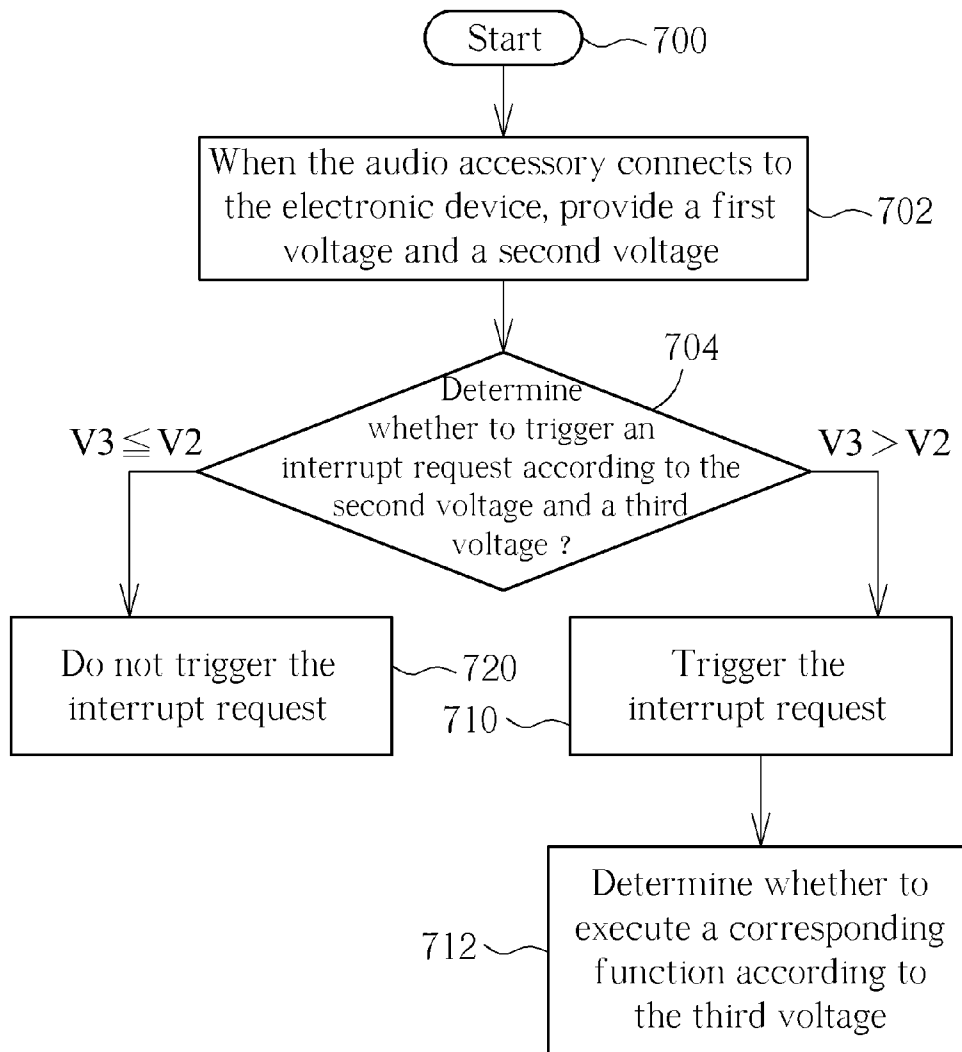 Start
700
When the audio accessory connects to
the electronic device, provide a first
voltage and a second voltage
702
704
Determine
whether to trigger an
interrupt request according to the
second voltage and a third
voltage ?
V3≦V2
V3>V2
Do not trigger the
interrupt request
720
Trigger the
interrupt request
710
Determine whether to
execute a corresponding
function according to
the third voltage
712